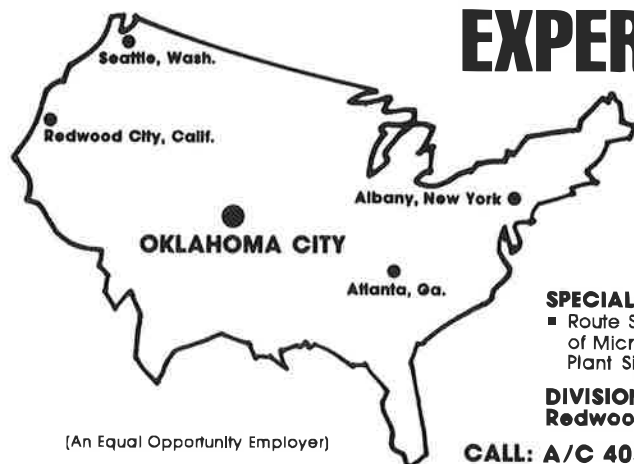 EXPER
Seattle, Wash.
Redwood City, Calif.
Albany, New York
OKLAHOMA CITY
Atlanta, Ga.
SPECIAL
■ Route S
of Micr
Plant Si
DIVISION
Redwoo
(An Equal Opportunity Employer)
CALL: A/C 40